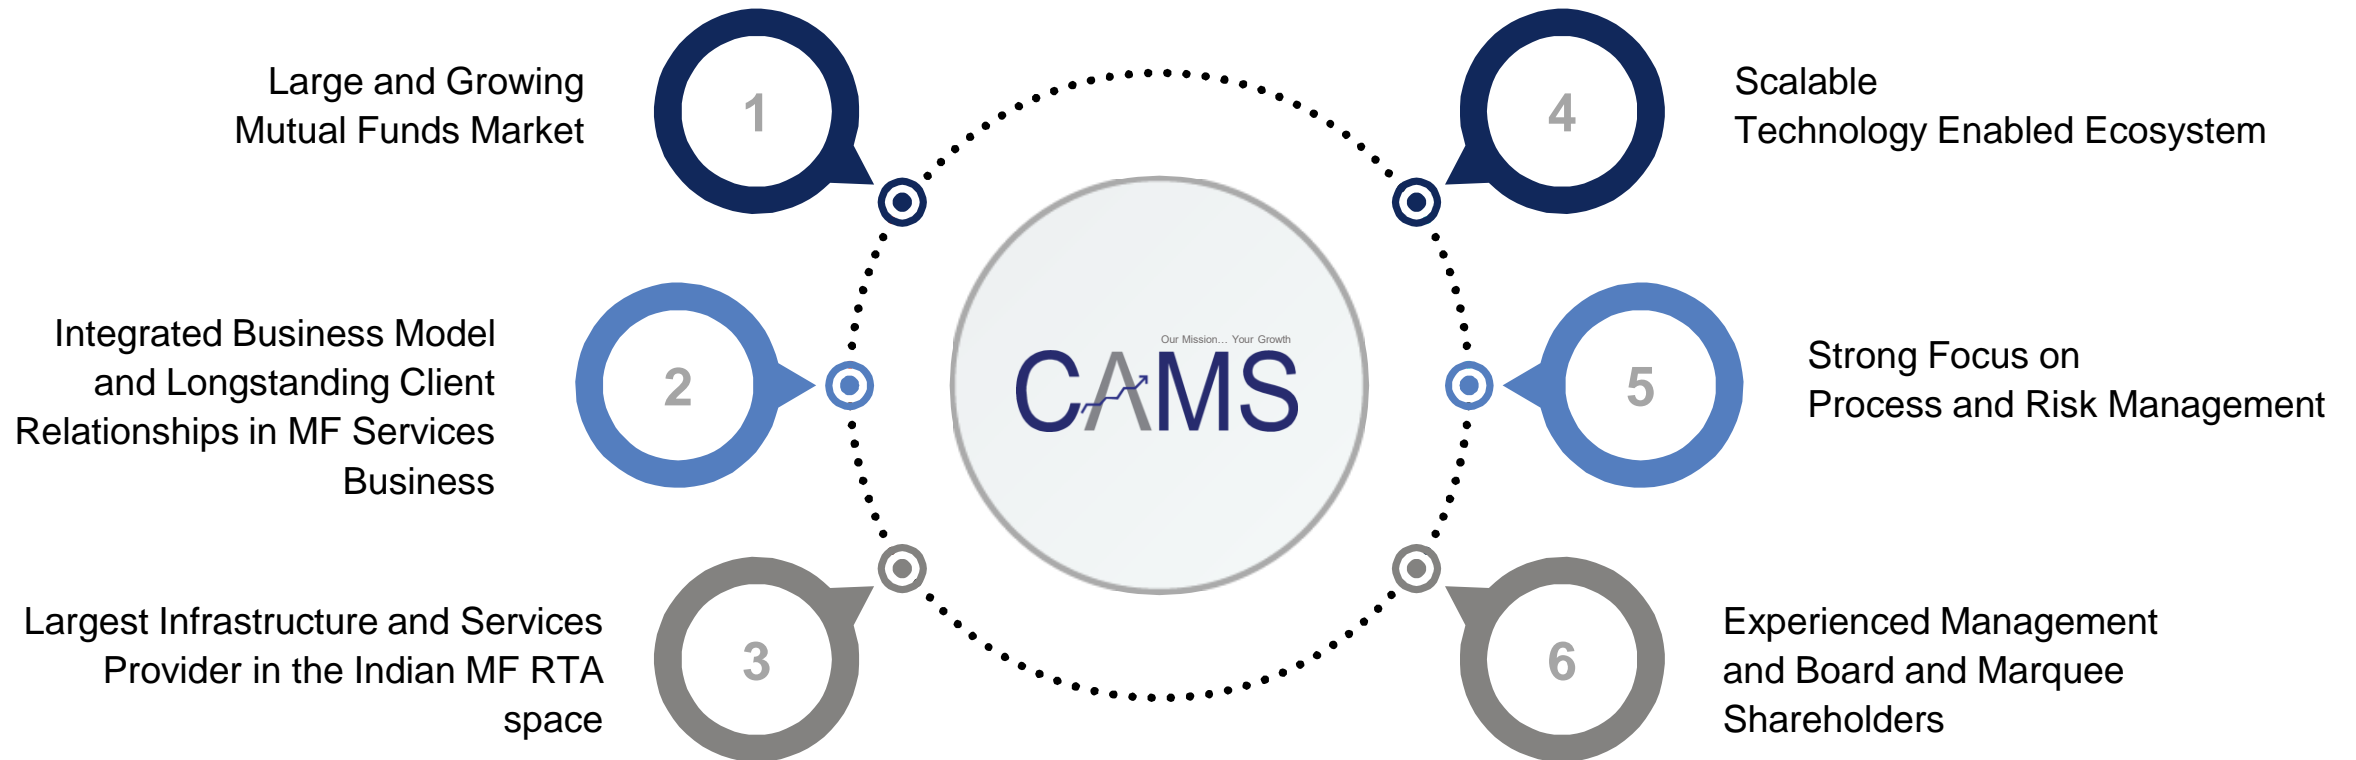 1
Large and Growing
Mutual Funds Market
2
Integrated Business Model
and Longstanding Client
Relationships in MF Services
Business
3
Largest Infrastructure and Services
Provider in the Indian MF RTA
space
Our Mission... Your Growth
CAMS
4
Scalable
Technology Enabled Ecosystem
5
Strong Focus on
Process and Risk Management
6
Experienced Management
and Board and Marquee
Shareholders